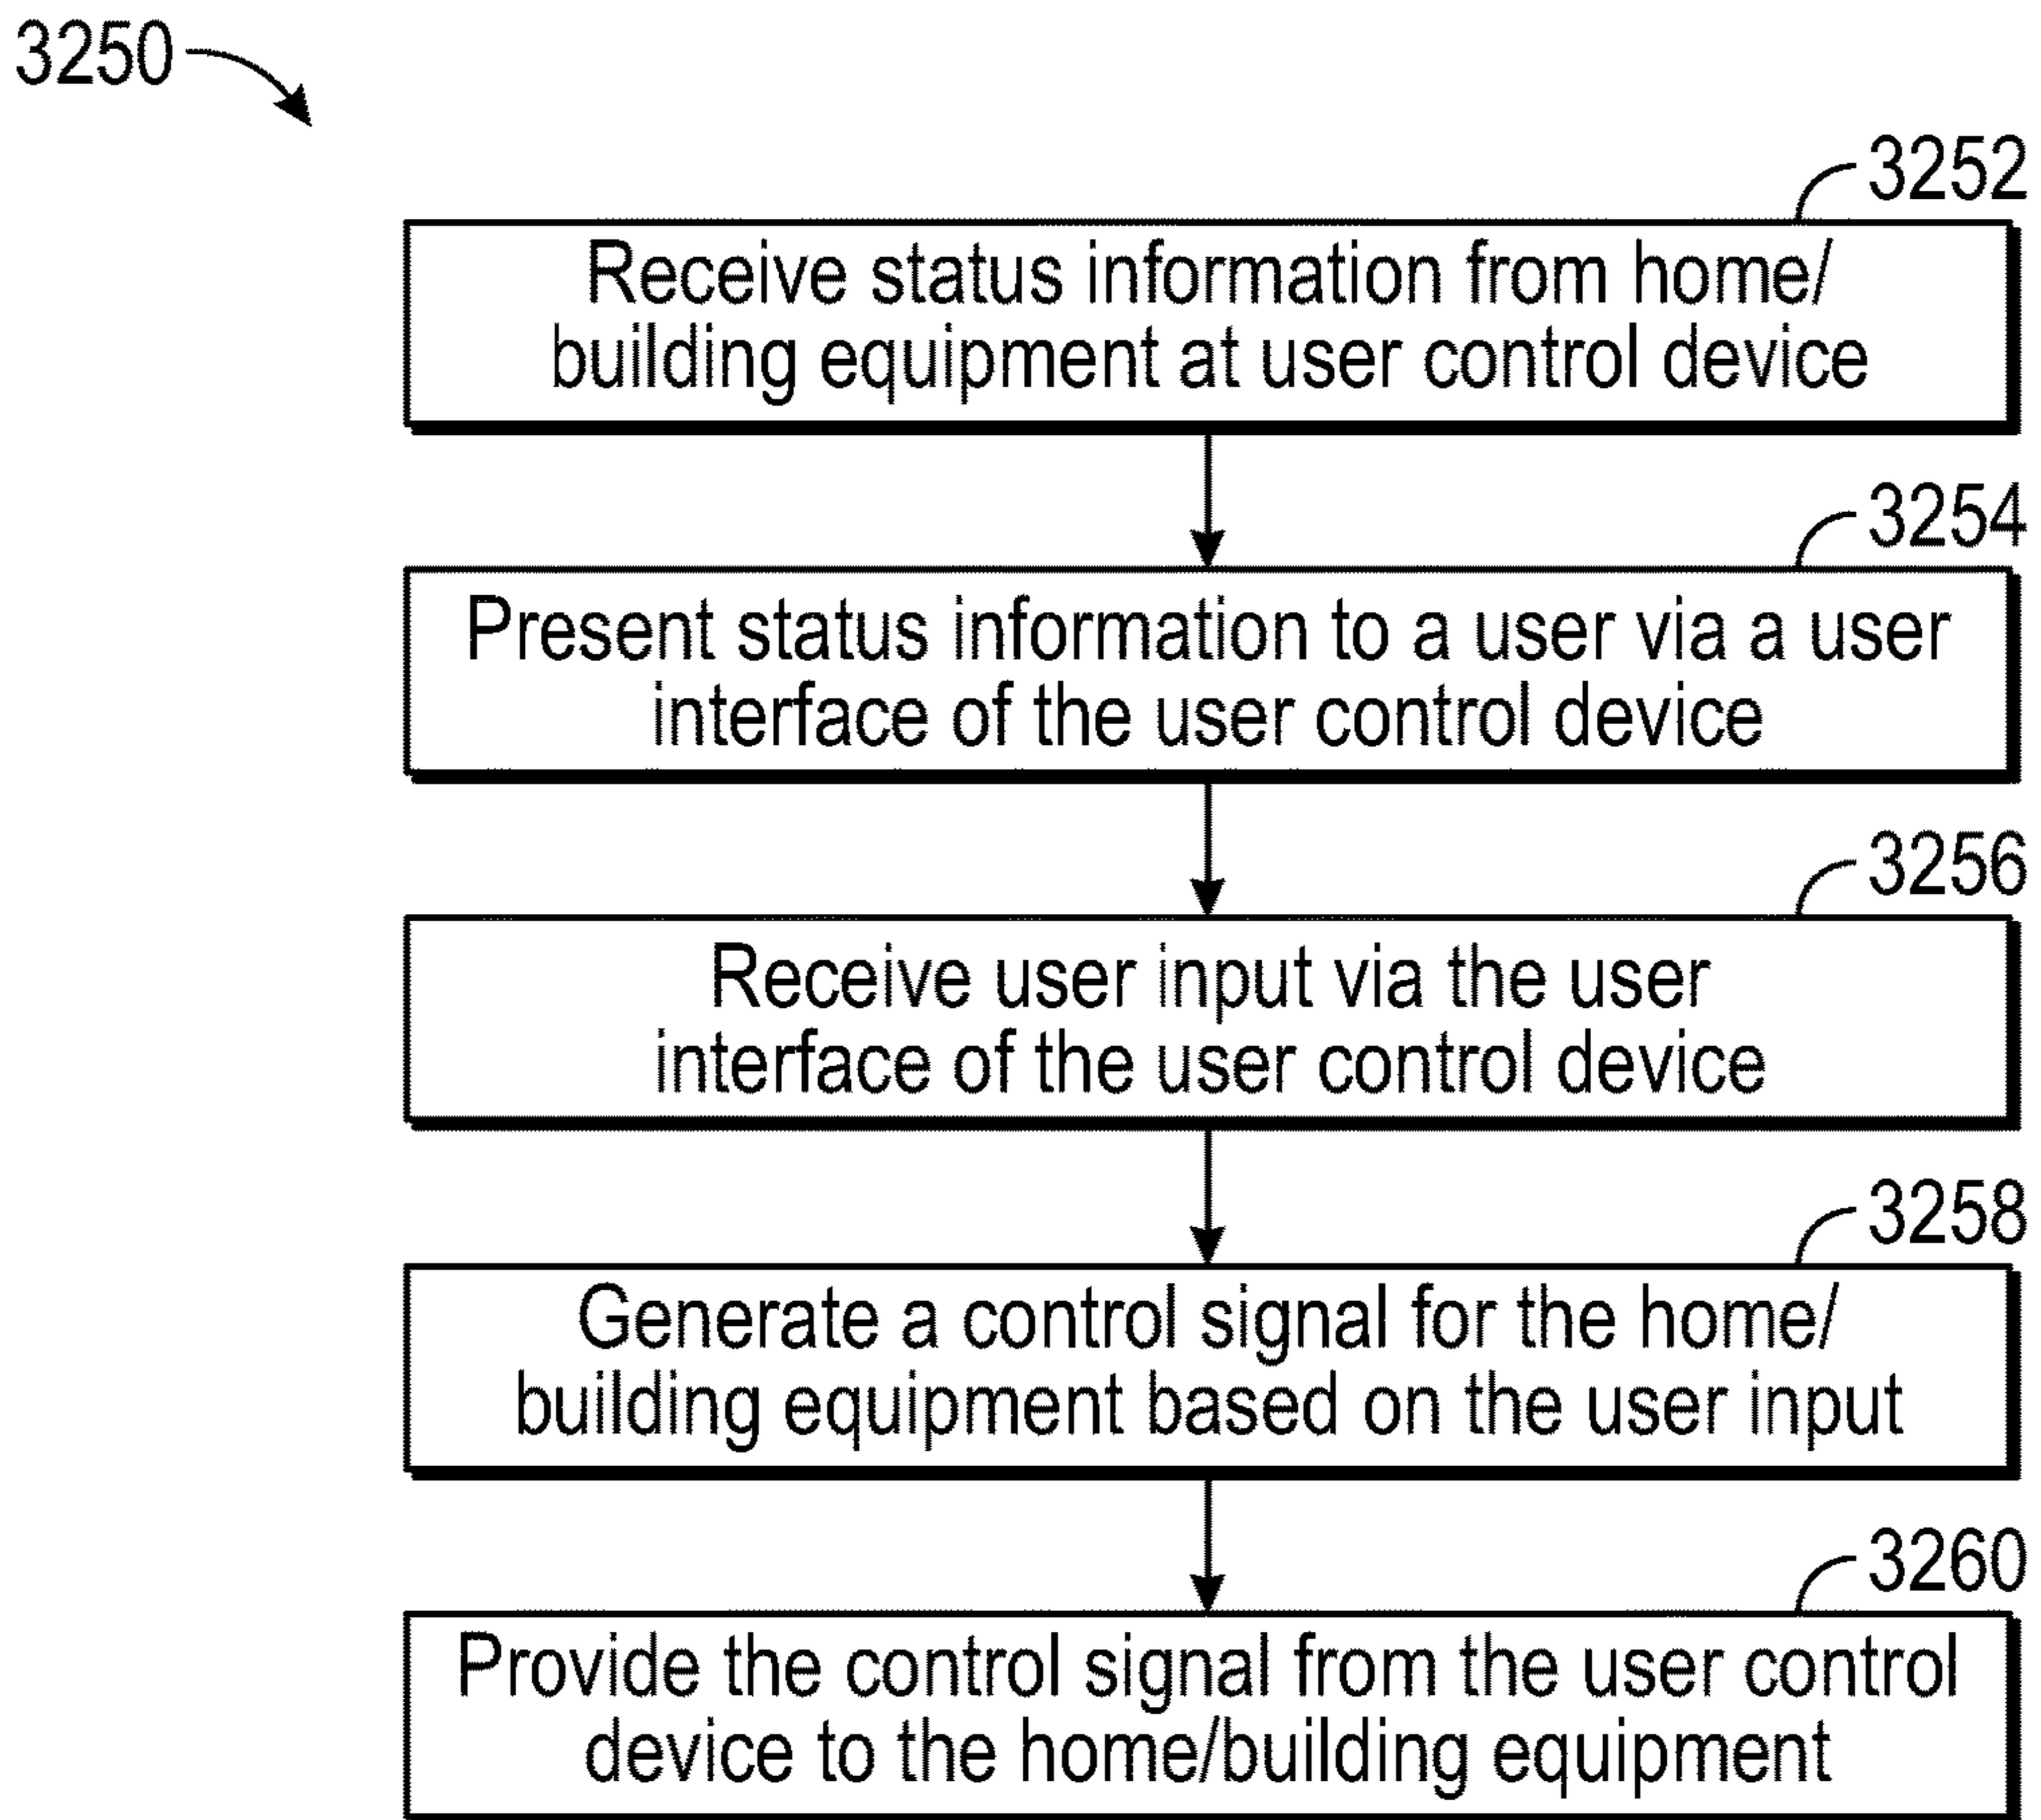 3250
3252
Receive status information from home/
building equipment at user control device
3254
Present status information to a user via a user
interface of the user control device
3256
Receive user input via the user
interface of the user control device
3258
Generate a control signal for the home/
building equipment based on the user input
3260
Provide the control signal from the user control
device to the home/building equipment